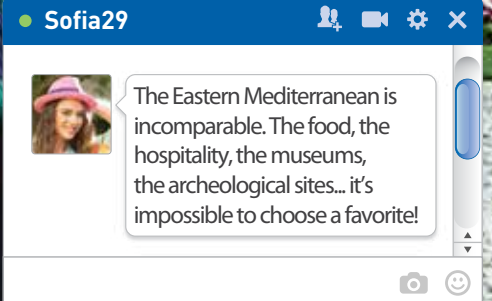 Sofia29
The Eastern Mediterranean is
incomparable. The food, the
hospitality, the museums,
the archeological sites... it's
impossible to choose a favorite!